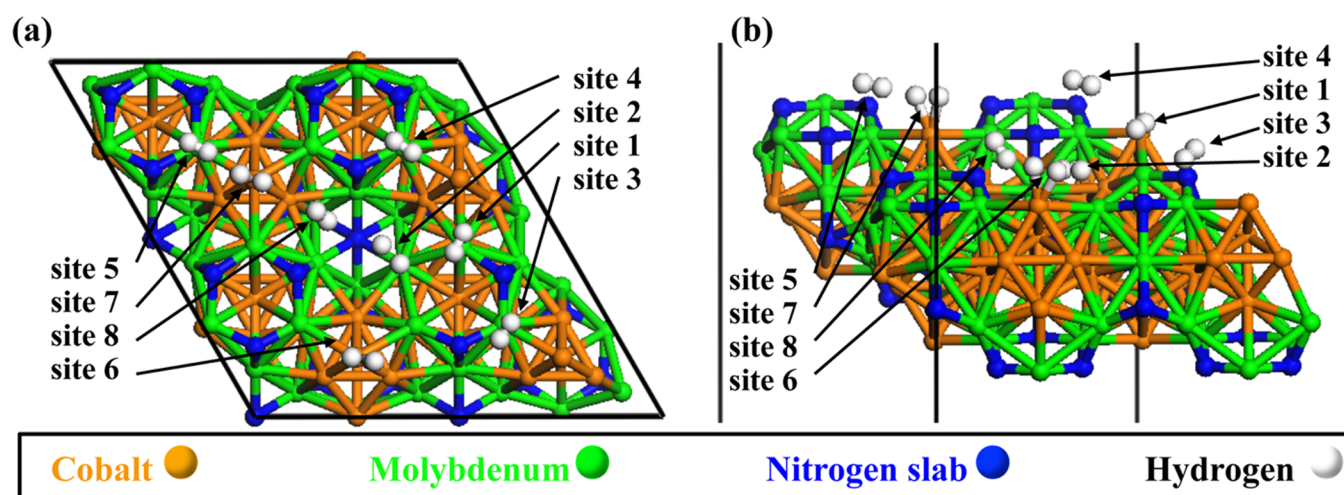 (a)
site 4
site 2
site 1
site 3
site 5
site 7
site 8
site 6
(b)
site 4
site 1
site 3
site 2
site 5
site 7
site 8
site 6
Cobalt Molybdenum Nitrogen slab Hydrogen